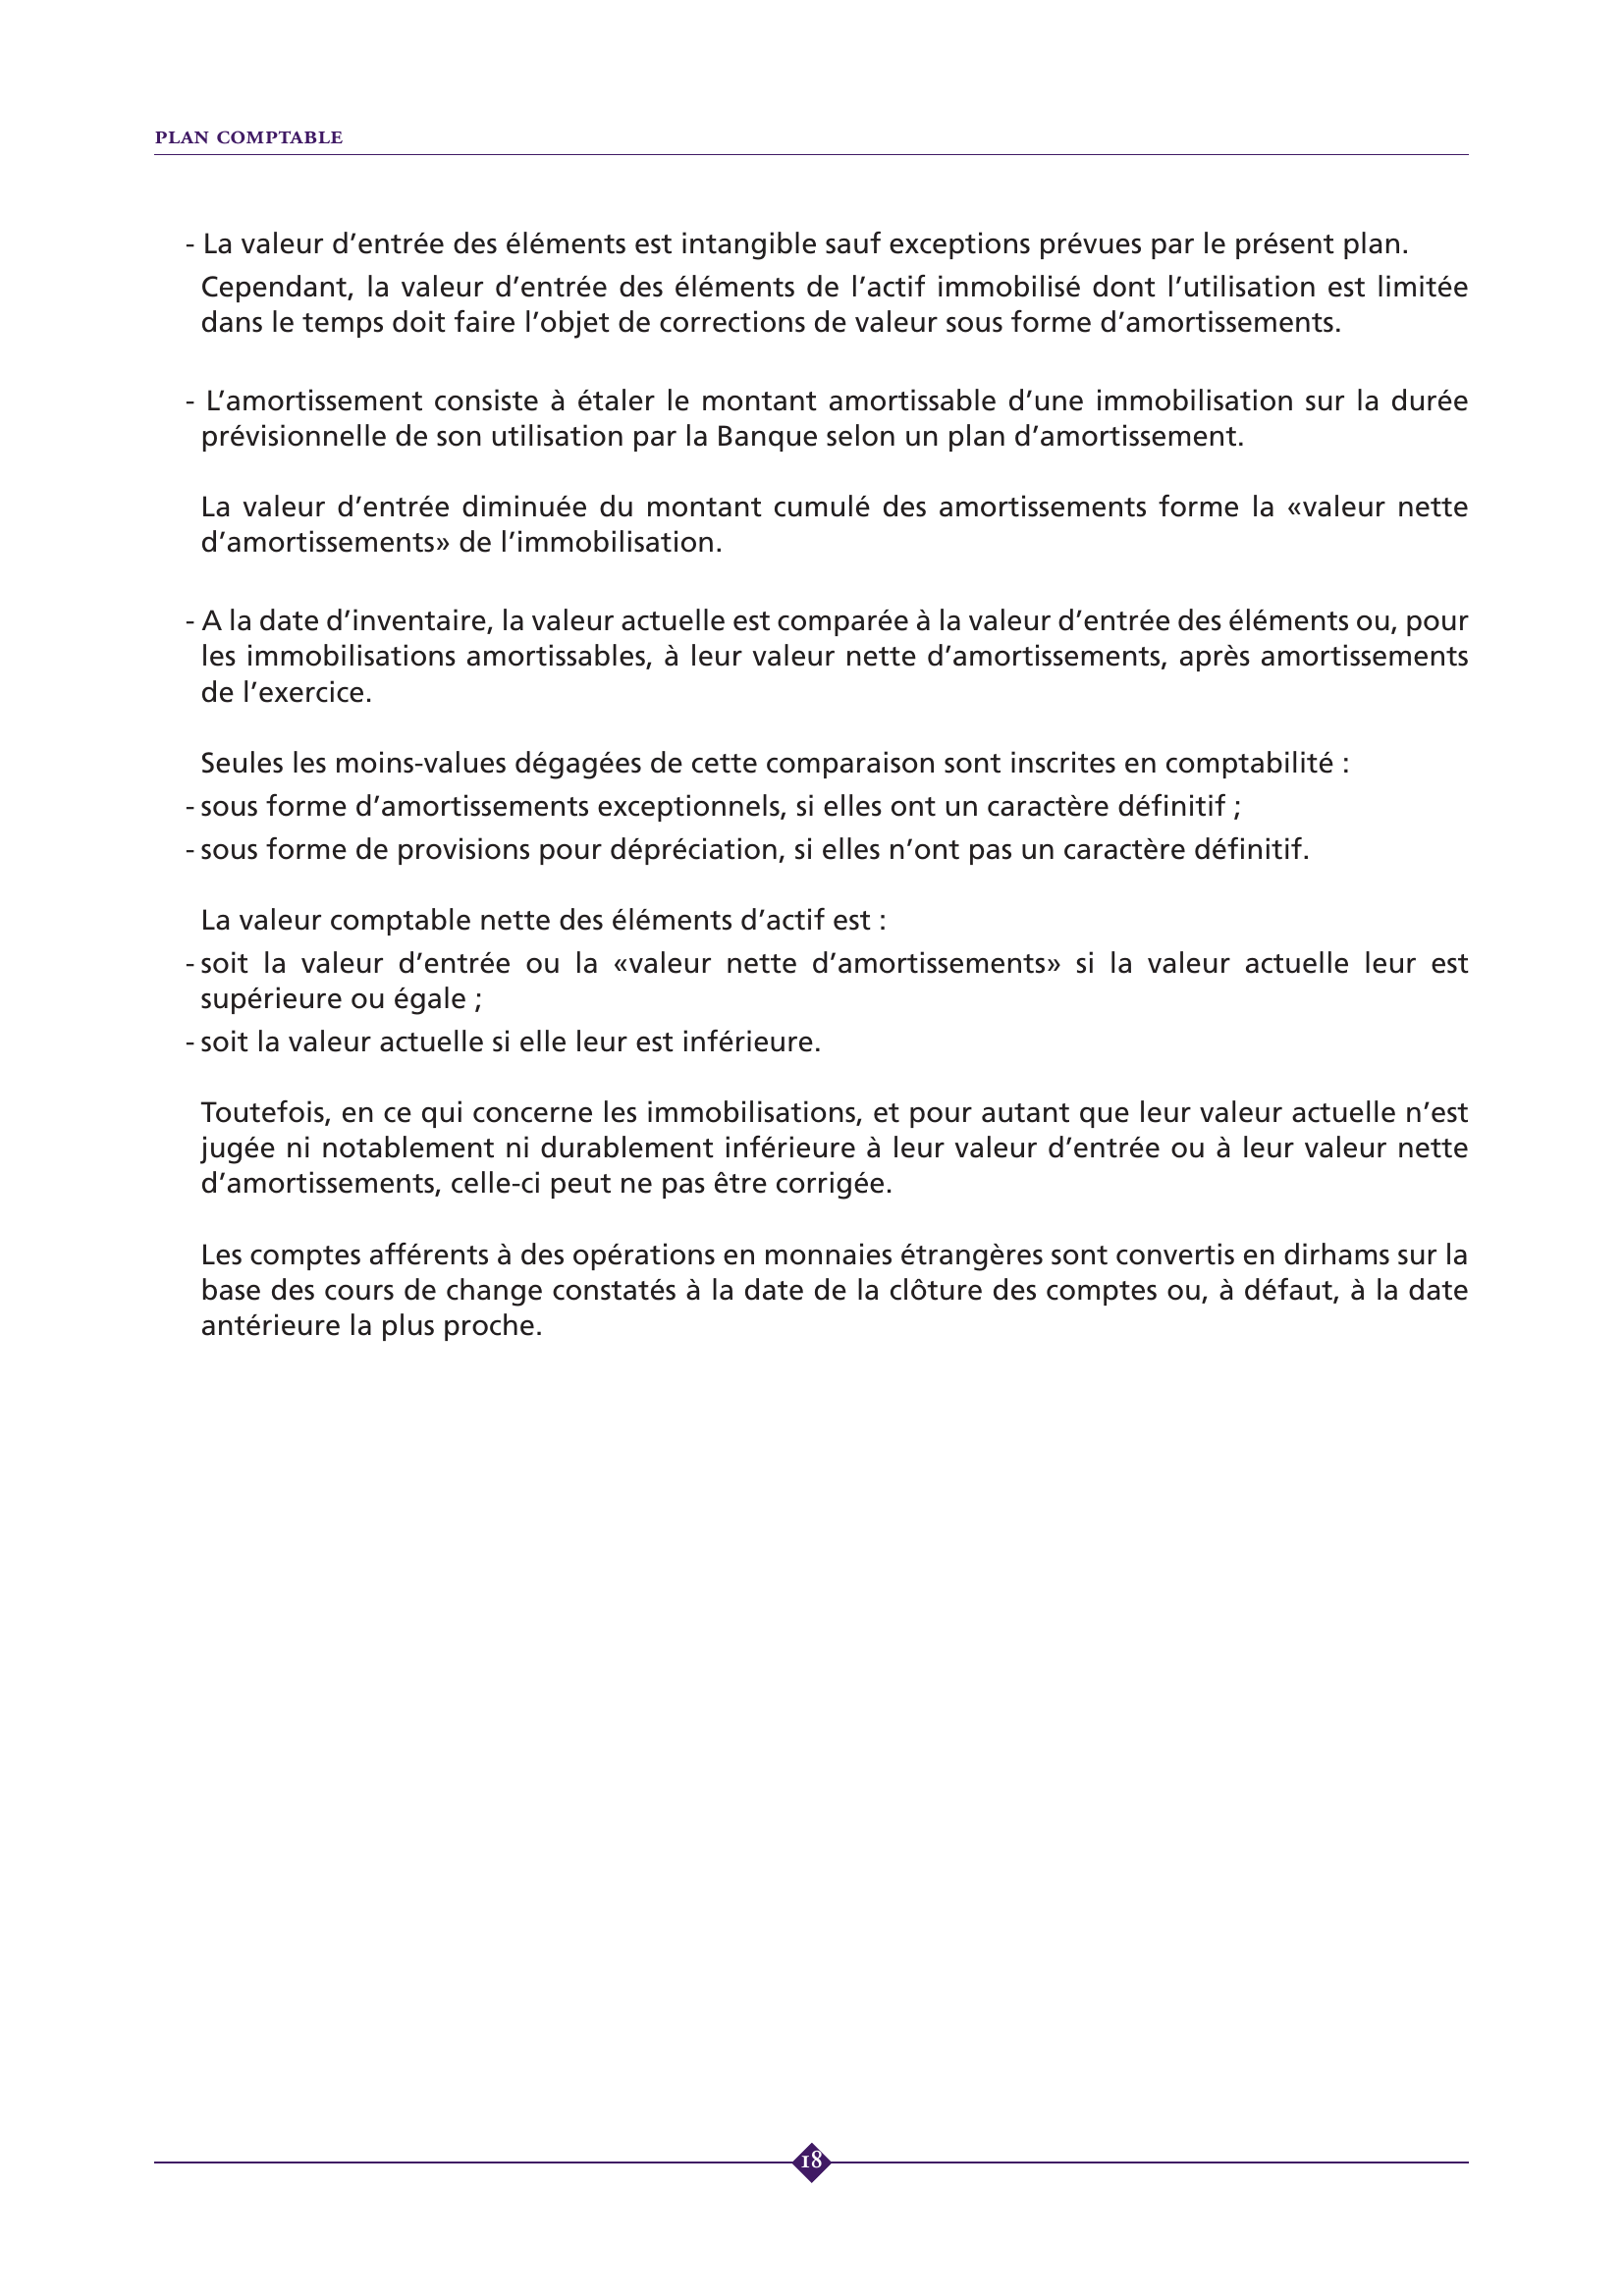 PLAN COMPTABLE
- La valeur d’entrée des éléments est intangible sauf exceptions prévues par le présent plan.
Cependant, la valeur d’entrée des éléments de l’actif immobilisé dont l’utilisation est limitée
dans le temps doit faire l’objet de corrections de valeur sous forme d’amortissements.
- L’amortissement consiste à étaler le montant amortissable d’une immobilisation sur la durée
prévisionnelle de son utilisation par la Banque selon un plan d’amortissement.
La valeur d’entrée diminuée du montant cumulé des amortissements forme la «valeur nette
d’amortissements» de l’immobilisation.
- A la date d’inventaire, la valeur actuelle est comparée à la valeur d’entrée des éléments ou, pour
les immobilisations amortissables, à leur valeur nette d’amortissements, après amortissements
de l’exercice.
Seules les moins-values dégagées de cette comparaison sont inscrites en comptabilité :
- sous forme d’amortissements exceptionnels, si elles ont un caractère définitif ;
- sous forme de provisions pour dépréciation, si elles n’ont pas un caractère définitif.
La valeur comptable nette des éléments d’actif est :
- soit la valeur d’entrée ou la «valeur nette d’amortissements» si la valeur actuelle leur est
supérieure ou égale ;
- soit la valeur actuelle si elle leur est inférieure.
Toutefois, en ce qui concerne les immobilisations, et pour autant que leur valeur actuelle n’est
jugée ni notablement ni durablement inférieure à leur valeur d’entrée ou à leur valeur nette
d’amortissements, celle-ci peut ne pas être corrigée.
Les comptes afférents à des opérations en monnaies étrangères sont convertis en dirhams sur la
base des cours de change constatés à la date de la clôture des comptes ou, à défaut, à la date
antérieure la plus proche.
18